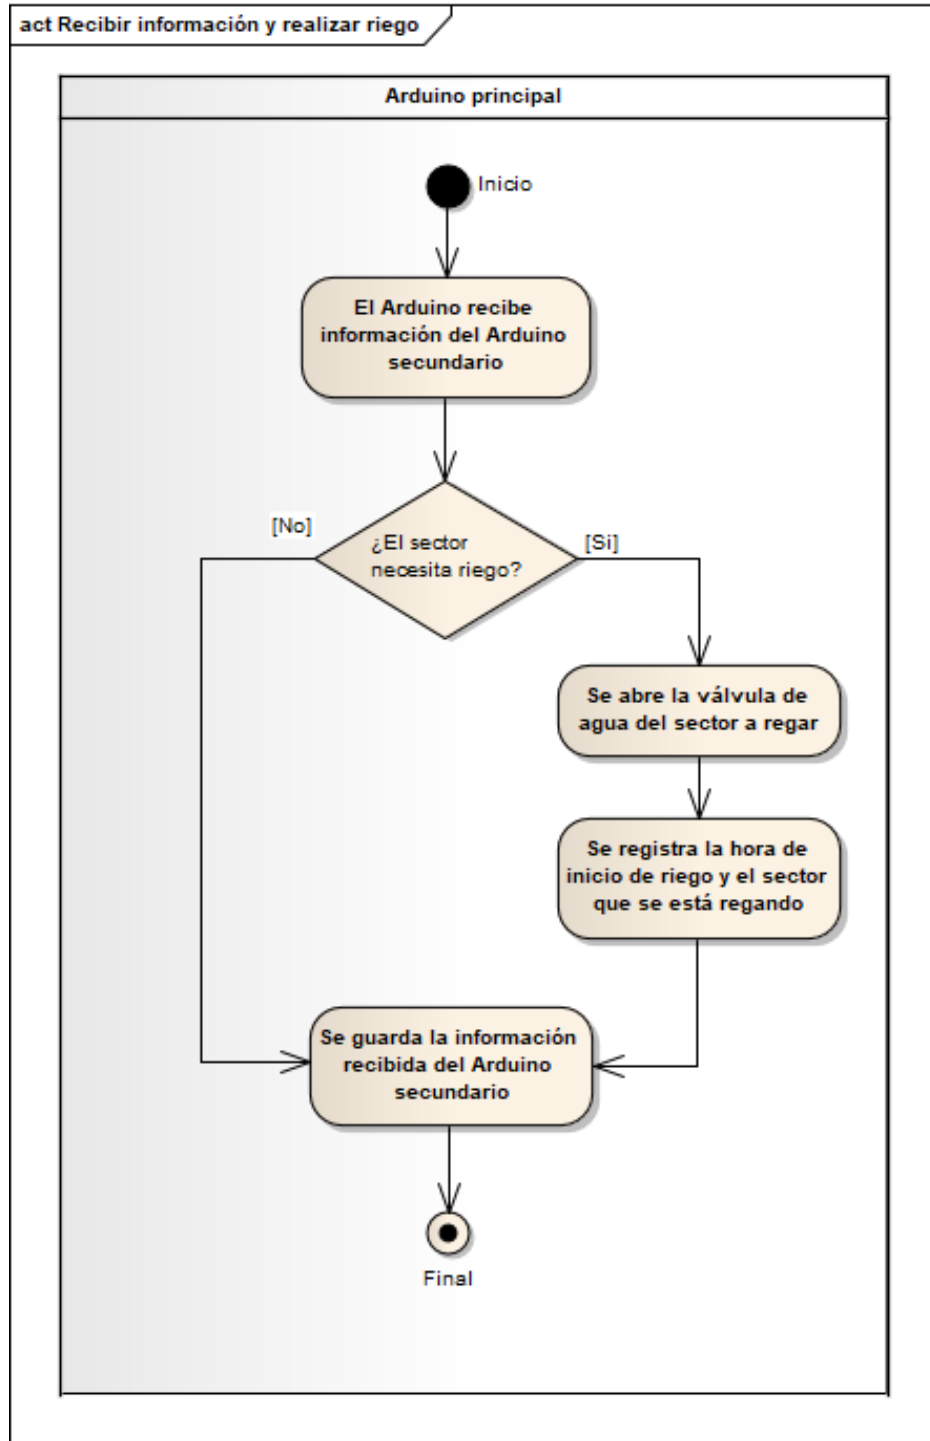 act Recibir información y realizar riego
Arduino principal
Inicio
El Arduino recibe
información del Arduino
secundario
[No]
¿El sector
necesita riego?
[Si]
Se abre la válvula de
agua del sector a regar
Se registra la hora de
inicio de riego y el sector
que se está regando
Se guarda la información
recibida del Arduino
secundario
Final